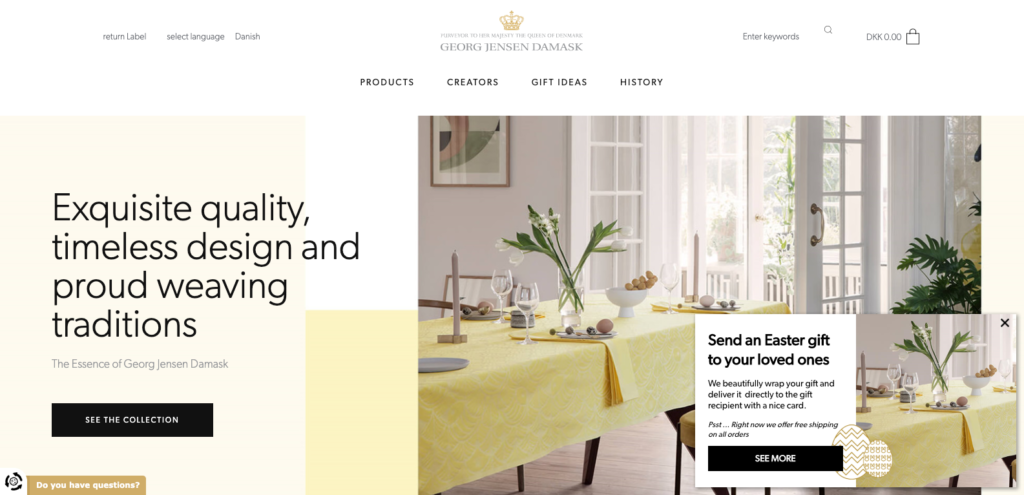 return Label
select language
Danish
PURVEYOR TO HER MAJESTY THE QUEEN OF DENMARK
GEORG JENSEN DAMASK
Enter keywords
DKK 0.00
PRODUCTS
CREATORS
GIFT IDEAS
HISTORY
Exquisite quality,
timeless design and
proud weaving
traditions
The Essence of Georg Jensen Damask
SEE THE COLLECTION
Send an Easter gift
to your loved ones
We beautifully wrap your gift and
deliver it directly to the gift
recipient with a nice card.
Psst ... Right now we offer free shipping
on all orders
SEE MORE
Do you have questions?